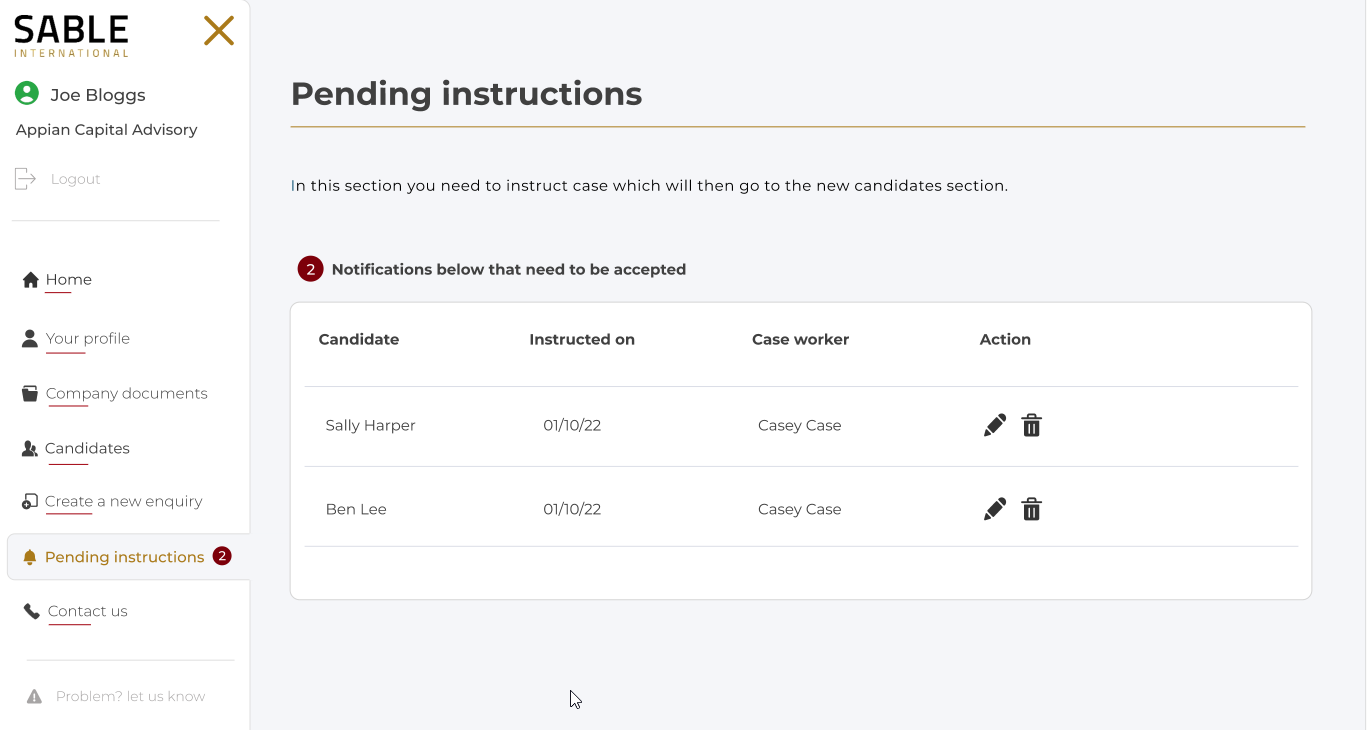 SABLE
INTERNATIONAL
Joe Bloggs
Appian Capital Advisory
Logout
Home
Your profile
Company documents
Candidates
Create a new enquiry
Pending instructions 2
Contact us
Problem? let us know
Pending instructions
In this section you need to instruct case which will then go to the new candidates section.
2 Notifications below that need to be accepted
Candidate Instructed on Case worker Action
Sally Harper 01/10/22 Casey Case
Ben Lee 01/10/22 Casey Case